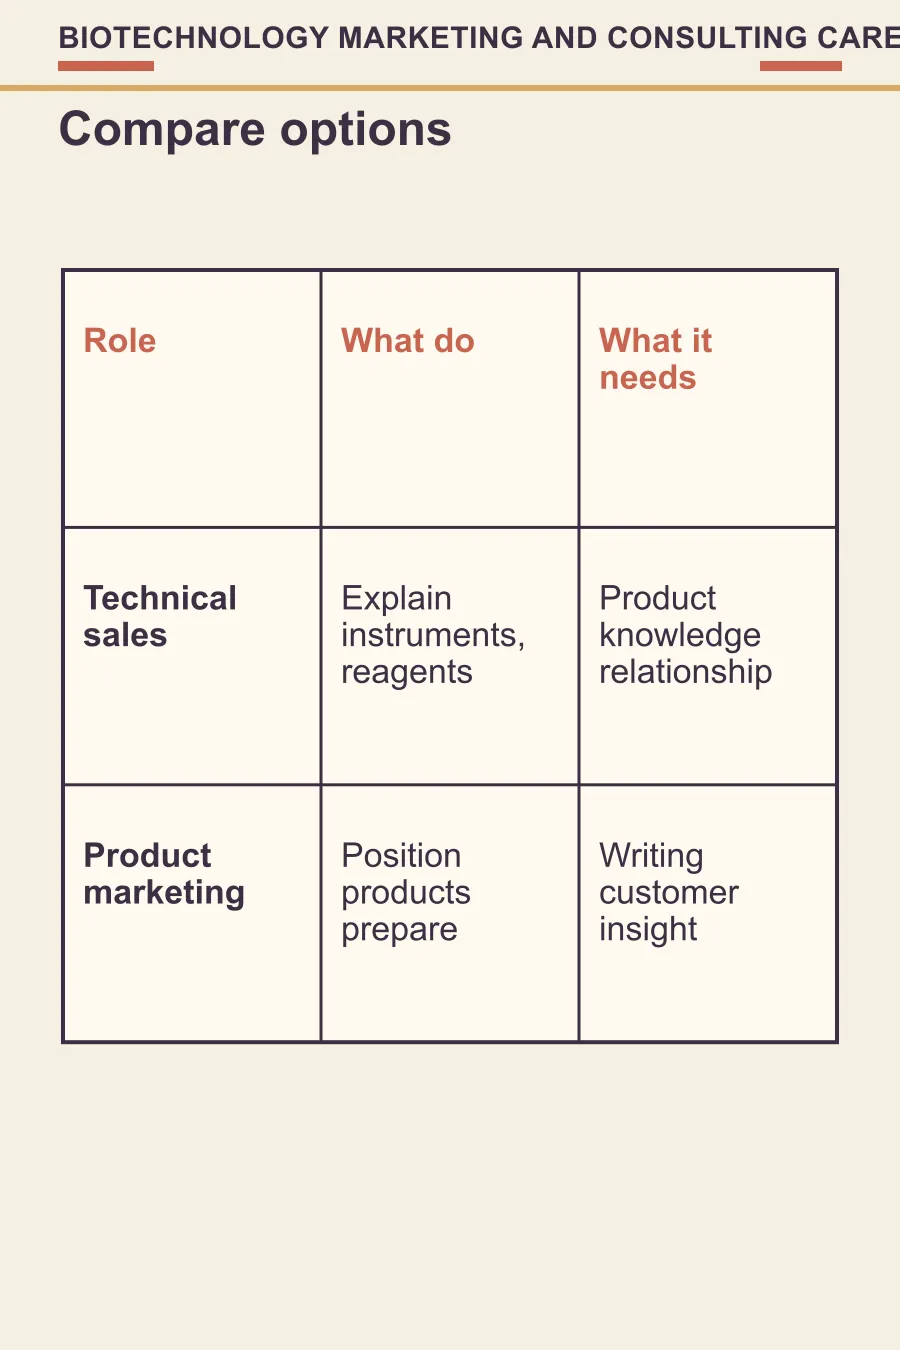 BIOTECHNOLOGY MARKETING AND CONSULTING CARE
Compare options
Role
What do
What it
needs
Technical
sales
Explain
instruments,
reagents
Product
knowledge
relationship
Product
marketing
Position
products
prepare
Writing
customer
insight